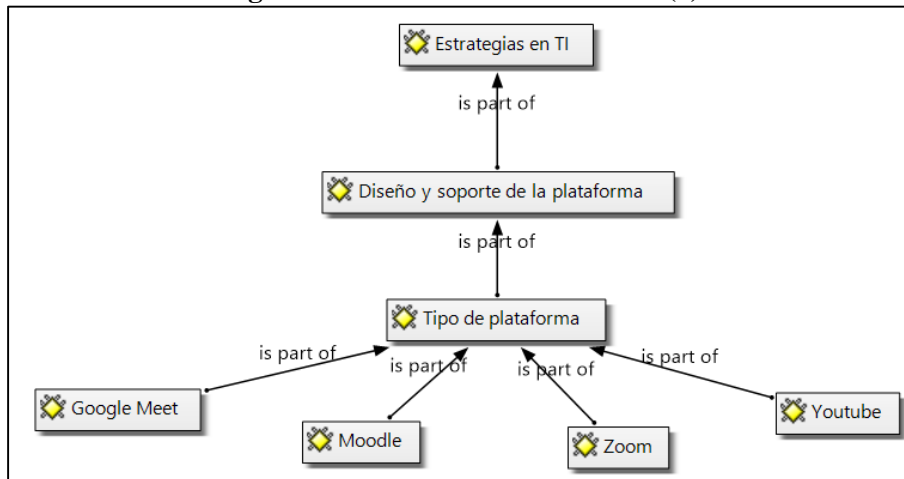 Estrategias en TI
is part of
Diseño y soporte de la plataforma
is part of
Tipo de plataforma
is part of
is part of
is part of
is part of
Google Meet
Moodle
Zoom
Youtube